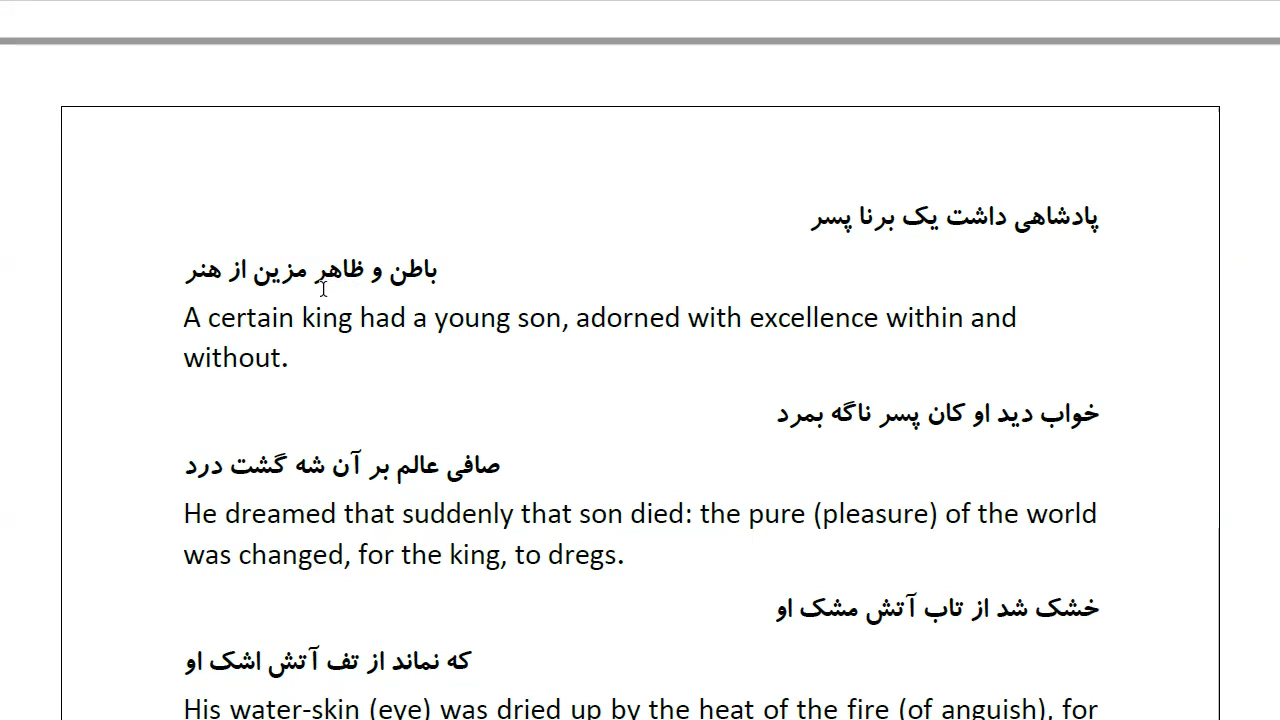 پادشاهی داشت یک برنا پسر
باطن و ظاهر مزین از هنر
A certain king had a young son, adorned with excellence within and
without.
خواب دید او کان پسر ناگه بمرد
صافی عالم بر آن شه گشت درد
He dreamed that suddenly that son died: the pure (pleasure) of the world
was changed, for the king, to dregs.
خشک شد از تاب آتش مشک او
که نماند از تف آتش اشک او
His water-skin (eye) was dried up by the heat of the fire (of anguish), for